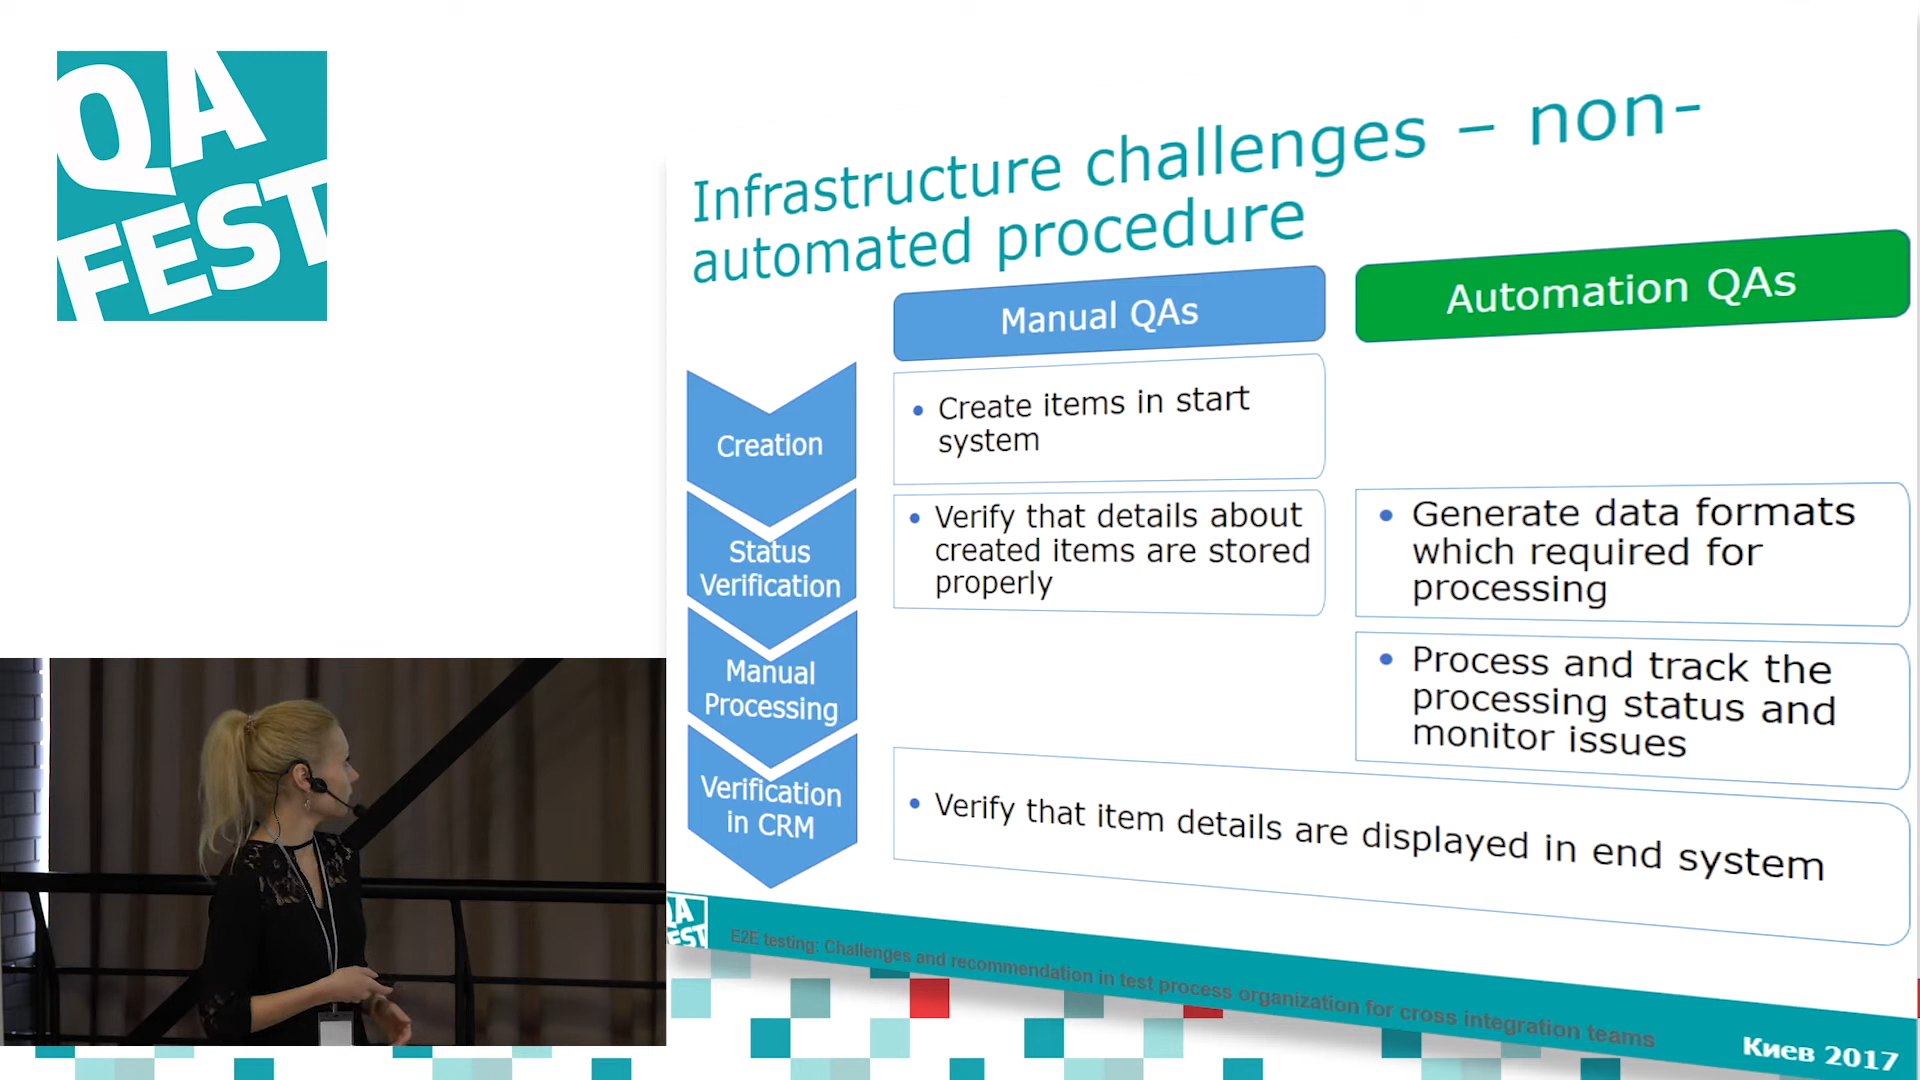 QA
FEST
Infrastructure challenges – non-
automated procedure
Manual QAs
Automation QAs
Creation
• Create items in start
system
Status
Verification
• Verify that details about
created items are stored
properly
• Generate data formats
which required for
processing
Manual
Processing
• Process and track the
processing status and
monitor issues
Verification
in CRM
• Verify that item details are displayed in end system
QA
FEST
E2E testing: Challenges and recommendation in test process organization for cross integration teams
Киев 2017